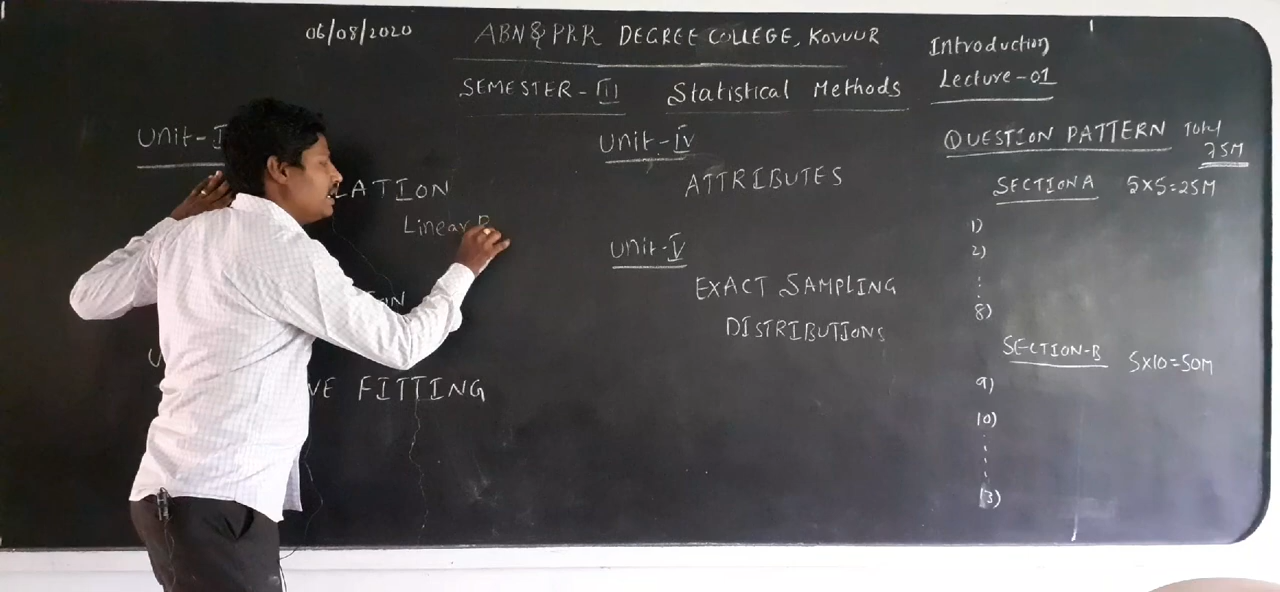 06/08/2020
ABN & P.R.R DEGREE COLLEGE, KOVVUR
Introduction
Lecture-01
SEMESTER-III Statistical Methods
Unit-I
LATION
Linear
Unit-IV
ATTRIBUTES
Unit-V
EXACT SAMPLING
DISTRIBUTIONS
VE FITTING
QUESTION PATTERN Total
75M
SECTION A 5×5=25M
1)
2)
8)
SECTION-B 5×10=50M
9)
10)
13)